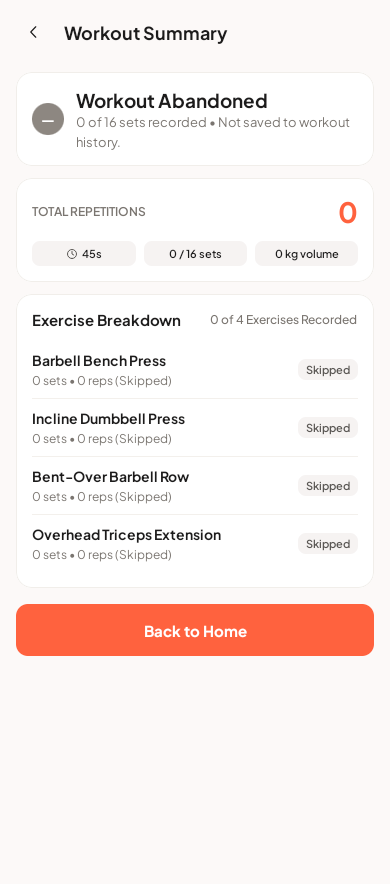 Workout Summary
Workout Abandoned
0 of 16 sets recorded • Not saved to workout
history.
TOTAL REPETITIONS
0
45s
0 / 16 sets
0 kg volume
Exercise Breakdown
0 of 4 Exercises Recorded
Barbell Bench Press
0 sets • 0 reps (Skipped)
Skipped
Incline Dumbbell Press
0 sets • 0 reps (Skipped)
Skipped
Bent-Over Barbell Row
0 sets • 0 reps (Skipped)
Skipped
Overhead Triceps Extension
0 sets • 0 reps (Skipped)
Skipped
Back to Home